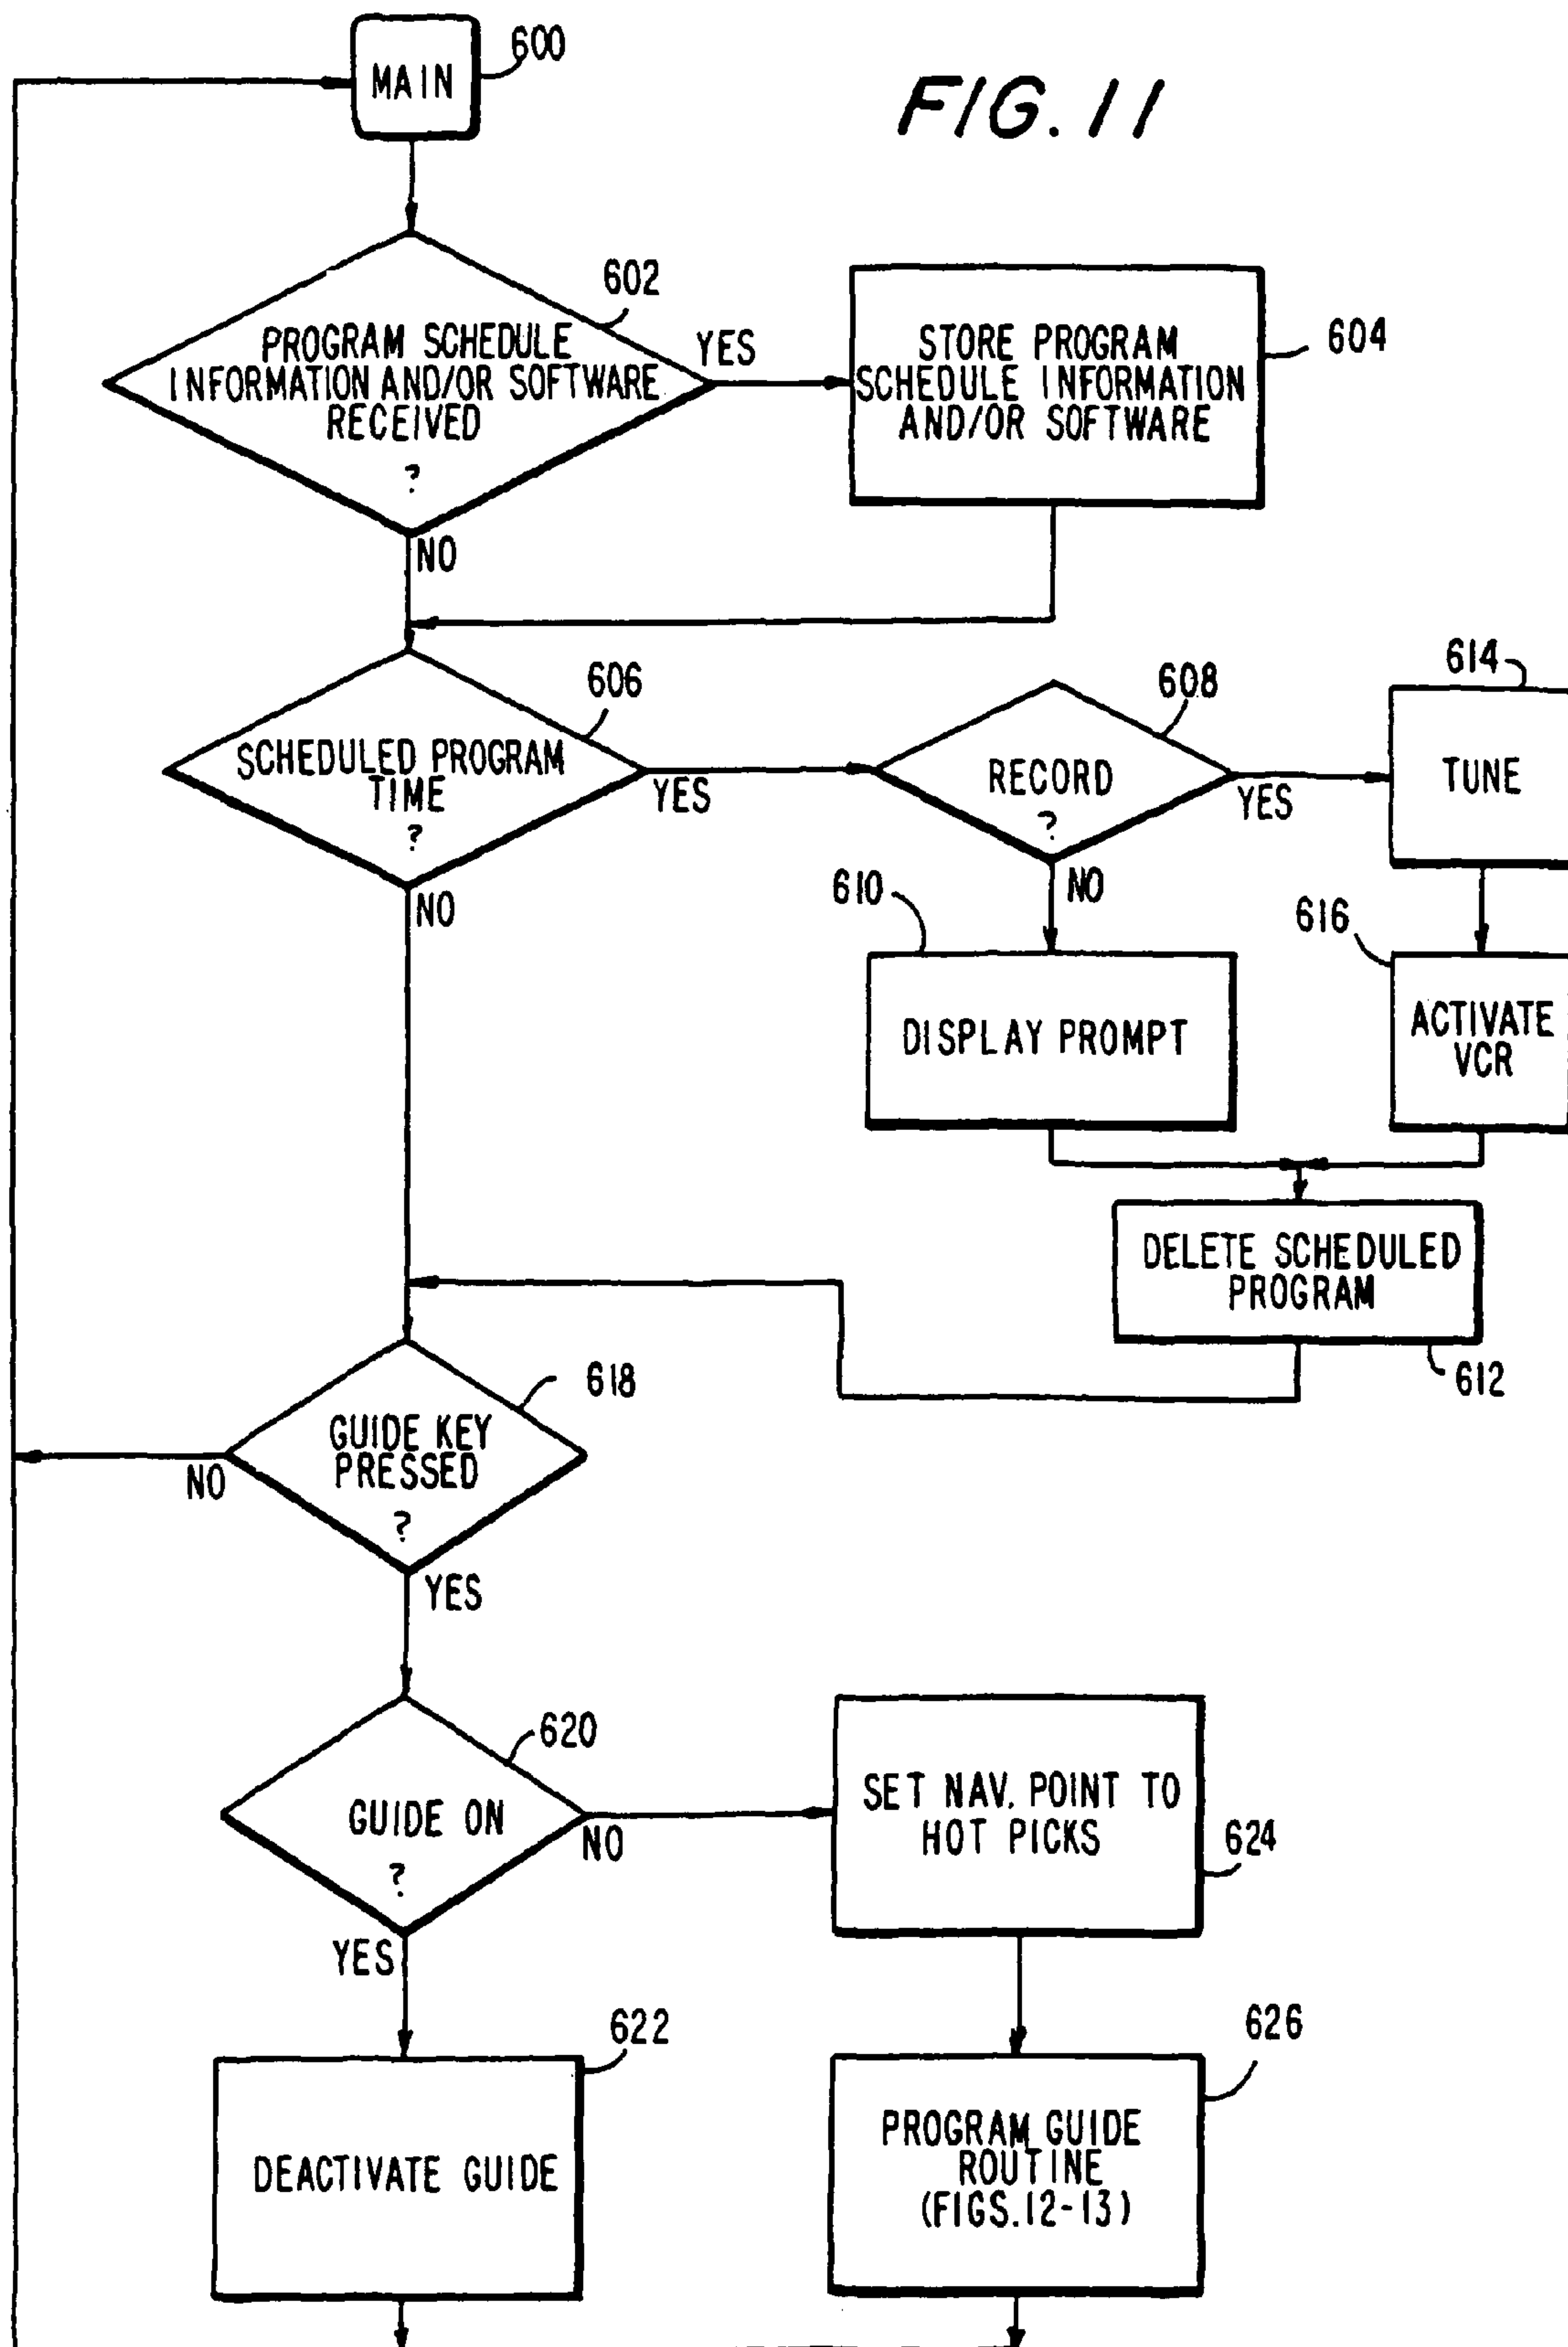 MAIN
600
FIG. 11
602
PROGRAM SCHEDULE
INFORMATION AND/OR SOFTWARE
RECEIVED
?
YES
NO
STORE PROGRAM
SCHEDULE INFORMATION
AND/OR SOFTWARE
604
606
SCHEDULED PROGRAM
TIME
?
YES
NO
608
RECORD
?
YES
NO
614
TUNE
610
DISPLAY PROMPT
616
ACTIVATE
VCR
DELETE SCHEDULED
PROGRAM
612
618
GUIDE KEY
PRESSED
?
NO
YES
620
GUIDE ON
?
NO
YES
SET NAV. POINT TO
HOT PICKS
624
622
DEACTIVATE GUIDE
626
PROGRAM GUIDE
ROUTINE
(FIGS.12-13)